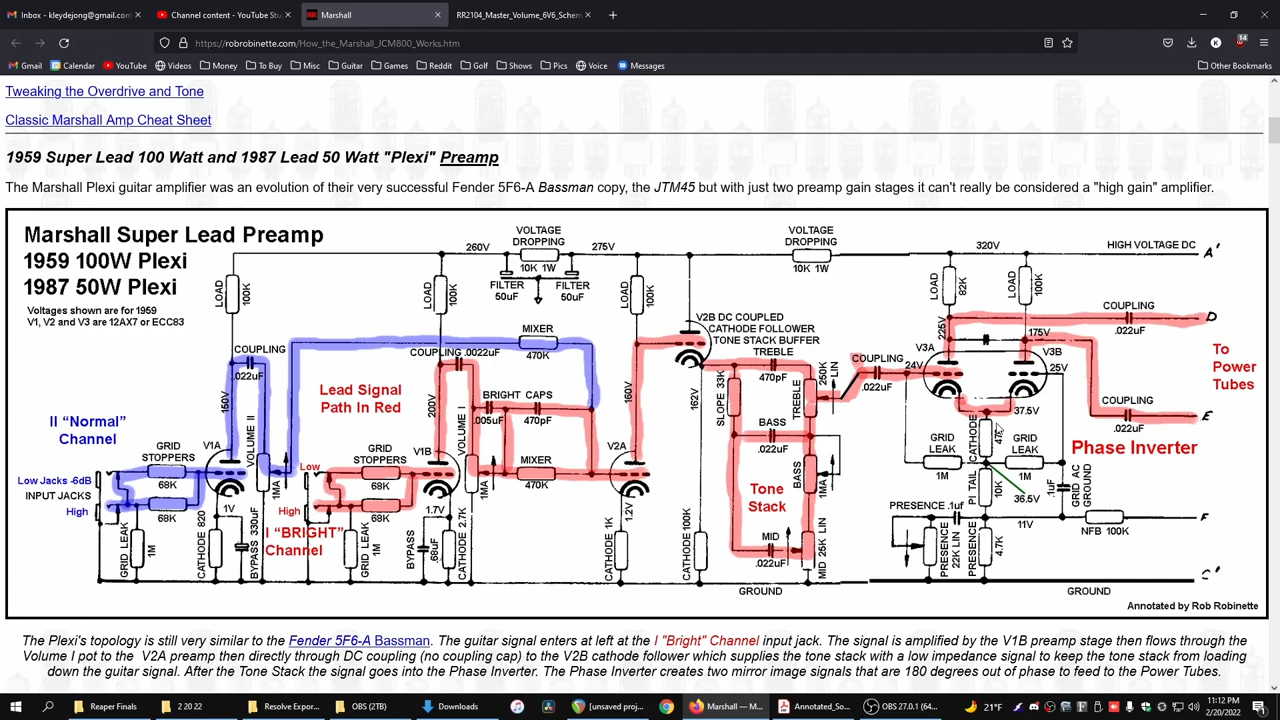 Inbox - kleydejong@gmail.com
Channel content - YouTube Stu
Marshall
RR2104_Master_Volume_6V6_Schem
https://robrobinette.com/How_the_Marshall_JCM800_Works.htm
14
Gmail Calendar YouTube Videos Money To Buy Misc Guitar Games Reddit Golf Shows Pics Voice Messages Other Bookmarks
Tweaking the Overdrive and Tone
Classic Marshall Amp Cheat Sheet
1959 Super Lead 100 Watt and 1987 Lead 50 Watt "Plexi" Preamp
The Marshall Plexi guitar amplifier was an evolution of their very successful Fender 5F6-A Bassman copy, the JTM45 but with just two preamp gain stages it can't really be considered a "high gain" amplifier.
Marshall Super Lead Preamp
1959 100W Plexi
1987 50W Plexi
Voltages shown are for 1959
V1, V2 and V3 are 12AX7 or ECC83
260V
VOLTAGE
DROPPING
10K 1W
275V
FILTER
50uF
FILTER
50uF
VOLTAGE
DROPPING
10K 1W
320V
HIGH VOLTAGE DC
A'
LOAD
100K
LOAD
100K
LOAD
100K
LOAD
82K
LOAD
100K
COUPLING
.022uF
MIXER
470K
COUPLING .0022uF
V2B DC COUPLED
CATHODE FOLLOWER
TONE STACK BUFFER
TREBLE
470pF
250K LIN
TREBLE
COUPLING
.022uF
COUPLING
.022uF
D
225V
175V
V3A
V3B
24V
25V
To
Power
Tubes
II “Normal”
Channel
150V
VOLUME II
1MA
Lead Signal
Path In Red
200V
VOLUME I
1MA
BRIGHT CAPS
.005uF
470pF
160V
162V
SLOPE 33K
BASS
.022uF
BASS
1MA
37.5V
CATHODE
470
COUPLING
.022uF
E
Phase Inverter
GRID
STOPPERS
68K
68K
V1A
Low Jacks -6dB
INPUT JACKS
High
Low
High
GRID
STOPPERS
68K
68K
V1B
MIXER
470K
V2A
GRID
LEAK
1M
GRID
LEAK
1M
PI TAIL
10K
36.5V
.1uF
GRID AC
GROUND
Tone
Stack
1V
1.7V
1.2V
I “BRIGHT”
Channel
GRID LEAK
1M
CATHODE 820
BYPASS 330uF
GRID LEAK
1M
BYPASS
.68uF
CATHODE 2.7K
CATHODE 1K
CATHODE100K
MID
.022uF
MID 25K LIN
PRESENCE .1uf
PRESENCE
22K LIN
PRESENCE
4.7K
11V
NFB 100K
F
GROUND
GROUND
C'
Annotated by Rob Robinette
The Plexi's topology is still very similar to the Fender 5F6-A Bassman. The guitar signal enters at left at the I "Bright" Channel input jack. The signal is amplified by the V1B preamp stage then flows through the
Volume I pot to the V2A preamp then directly through DC coupling (no coupling cap) to the V2B cathode follower which supplies the tone stack with a low impedance signal to keep the tone stack from loading
down the guitar signal. After the Tone Stack the signal goes into the Phase Inverter. The Phase Inverter creates two mirror image signals that are 180 degrees out of phase to feed to the Power Tubes.
Reaper Finals
2 20 22
Resolve Expor...
OBS (2TB)
Downloads
[unsaved proj...
Marshall — M...
Annotated_So...
OBS 27.0.1 (64...
21°F
11:12 PM
2/20/2022